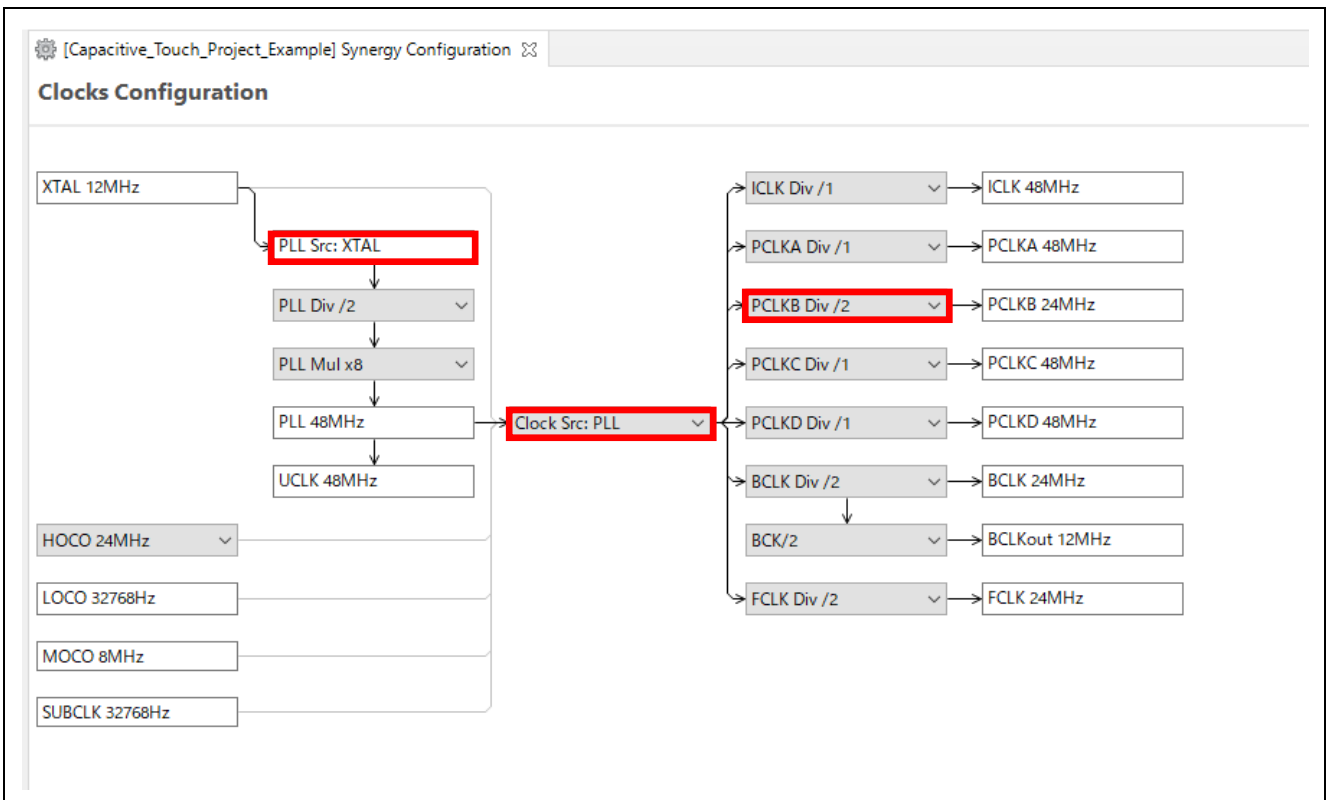 [Capacitive_Touch_Project_Example] Synergy Configuration
Clocks Configuration
XTAL 12MHz
PLL Src: XTAL
PLL Div /2
PLL Mul x8
PLL 48MHz
UCLK 48MHz
HOCO 24MHz
LOCO 32768Hz
MOCO 8MHz
SUBCLK 32768Hz
Clock Src: PLL
ICLK Div /1
ICLK 48MHz
PCLKA Div /1
PCLKA 48MHz
PCLKB Div /2
PCLKB 24MHz
PCLKC Div /1
PCLKC 48MHz
PCLKD Div /1
PCLKD 48MHz
BCLK Div /2
BCLK 24MHz
BCK/2
BCLKout 12MHz
FCLK Div /2
FCLK 24MHz